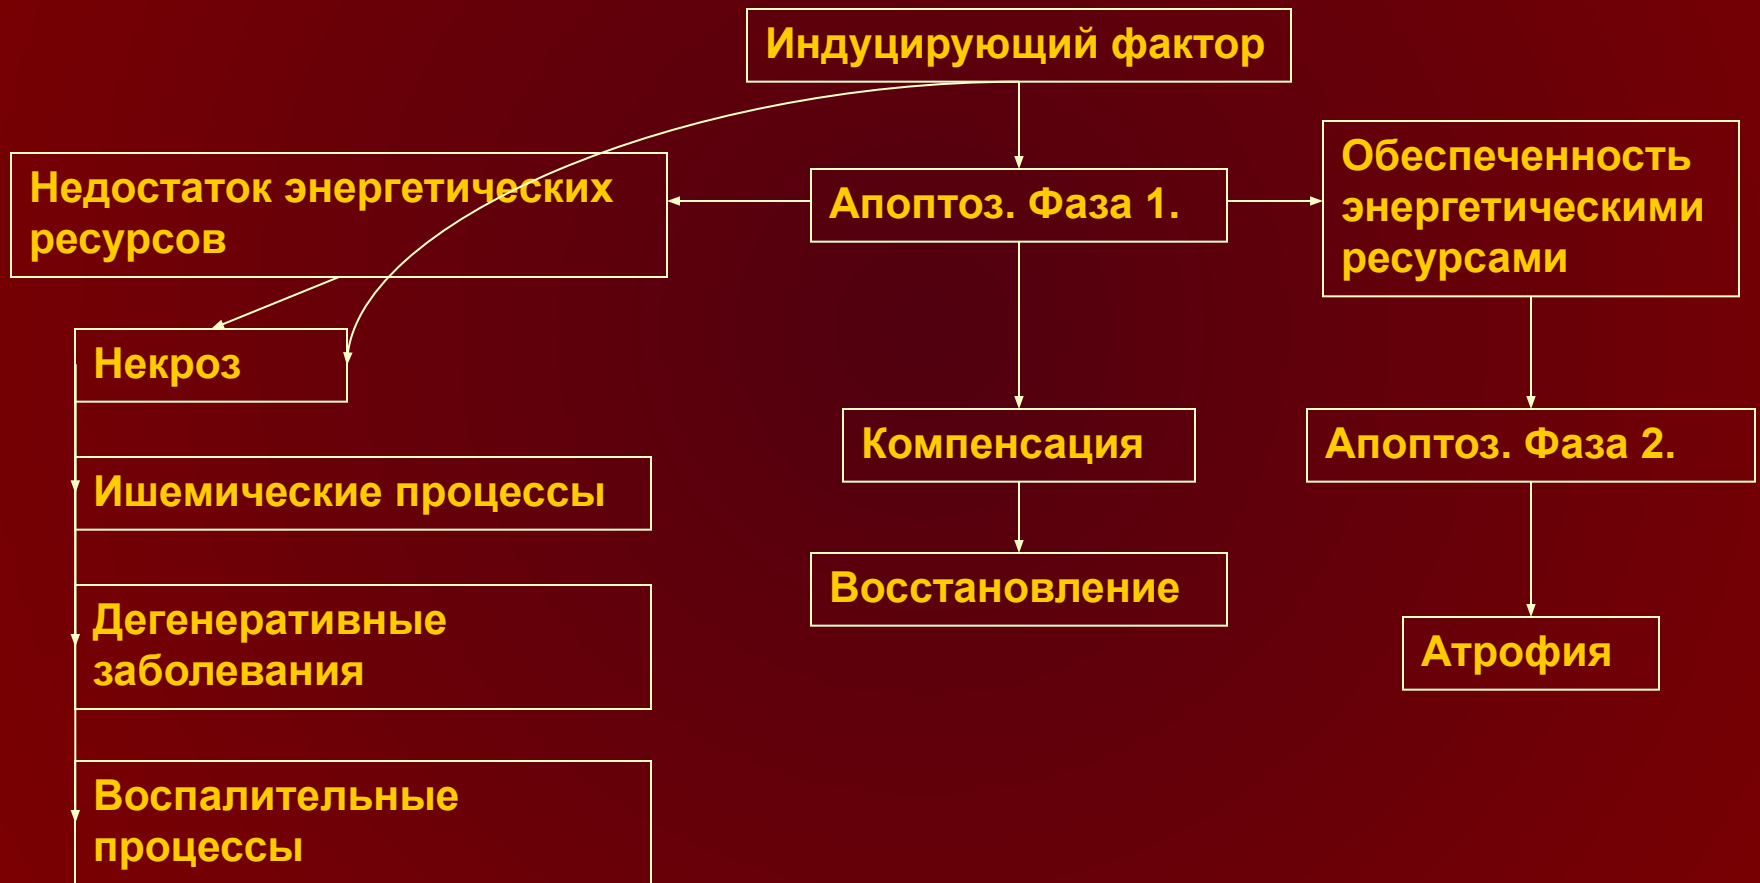 Индуцирующий фактор
Недостаток энергетических
ресурсов
Апоптоз. Фаза 1.
Обеспеченность
энергетическими
ресурсами
Некроз
Компенсация
Апоптоз. Фаза 2.
Ишемические процессы
Восстановление
Дегенеративные
заболевания
Атрофия
Воспалительные
процессы